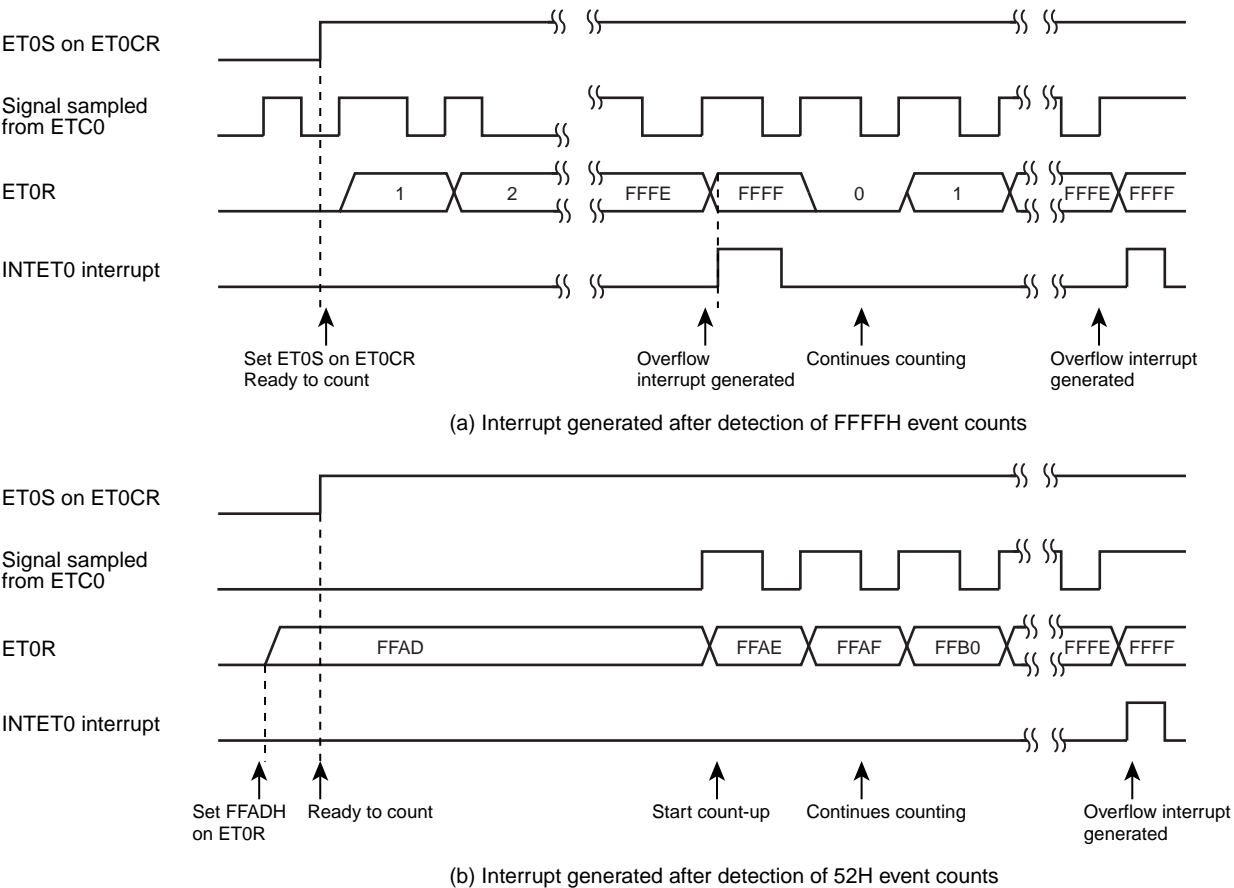 ET0S on ET0CR
Signal sampled
from ETC0
ET0R
1
2
FFFE
FFFF
0
1
FFFE
FFFF
INTET0 interrupt
Set ET0S on ET0CR
Ready to count
Overflow
interrupt generated
Continues counting
Overflow interrupt
generated
(a) Interrupt generated after detection of FFFFH event counts
ET0S on ET0CR
Signal sampled
from ETC0
ET0R
FFAD
FFAE
FFAF
FFB0
FFFE
FFFF
INTET0 interrupt
Set FFADH
on ET0R
Ready to count
Start count-up
Continues counting
Overflow interrupt
generated
(b) Interrupt generated after detection of 52H event counts